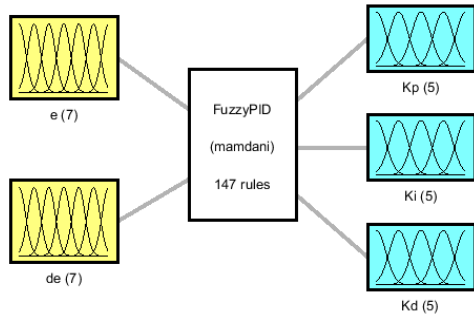 e (7)
de (7)
FuzzyPID
(mamdani)
147 rules
Kp (5)
Ki (5)
Kd (5)